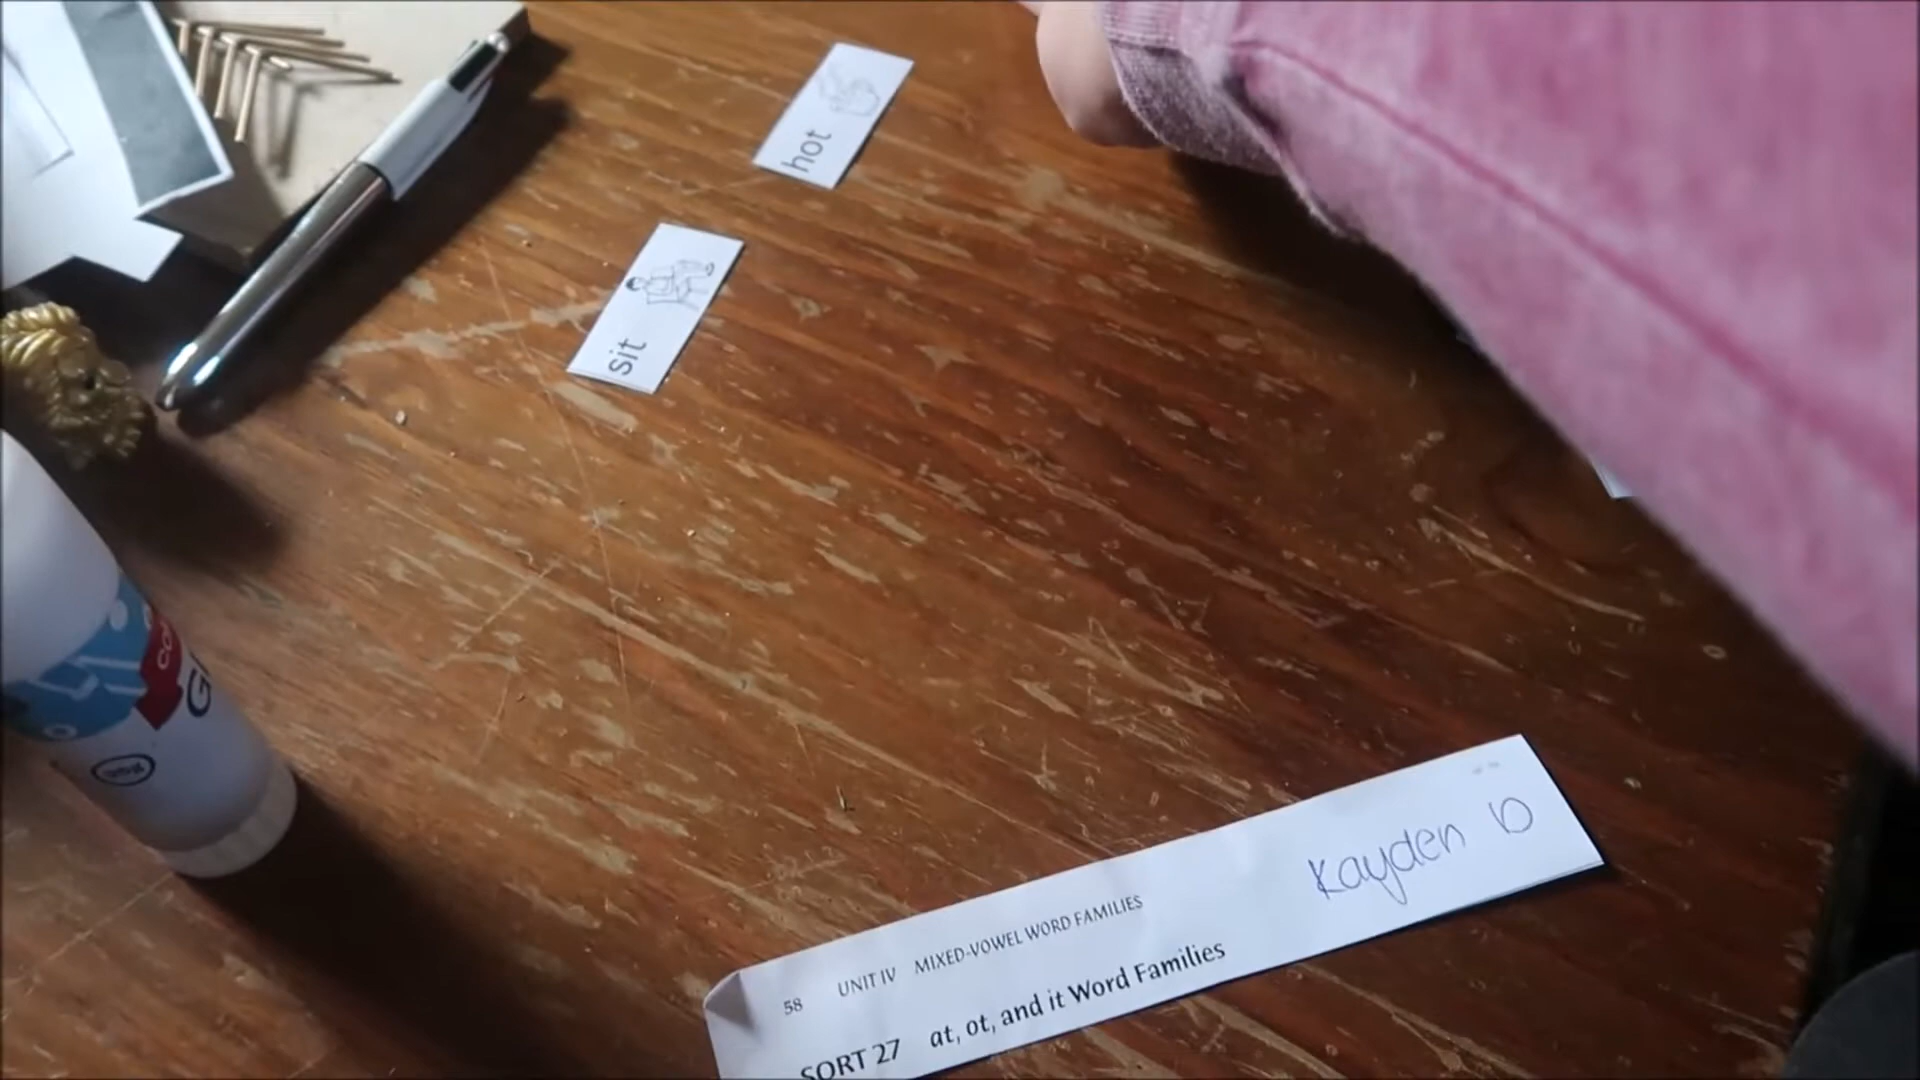 hot
sit
58 UNIT IV MIXED-VOWEL WORD FAMILIES
Kayden D
SORT 27 at, ot, and it Word Families